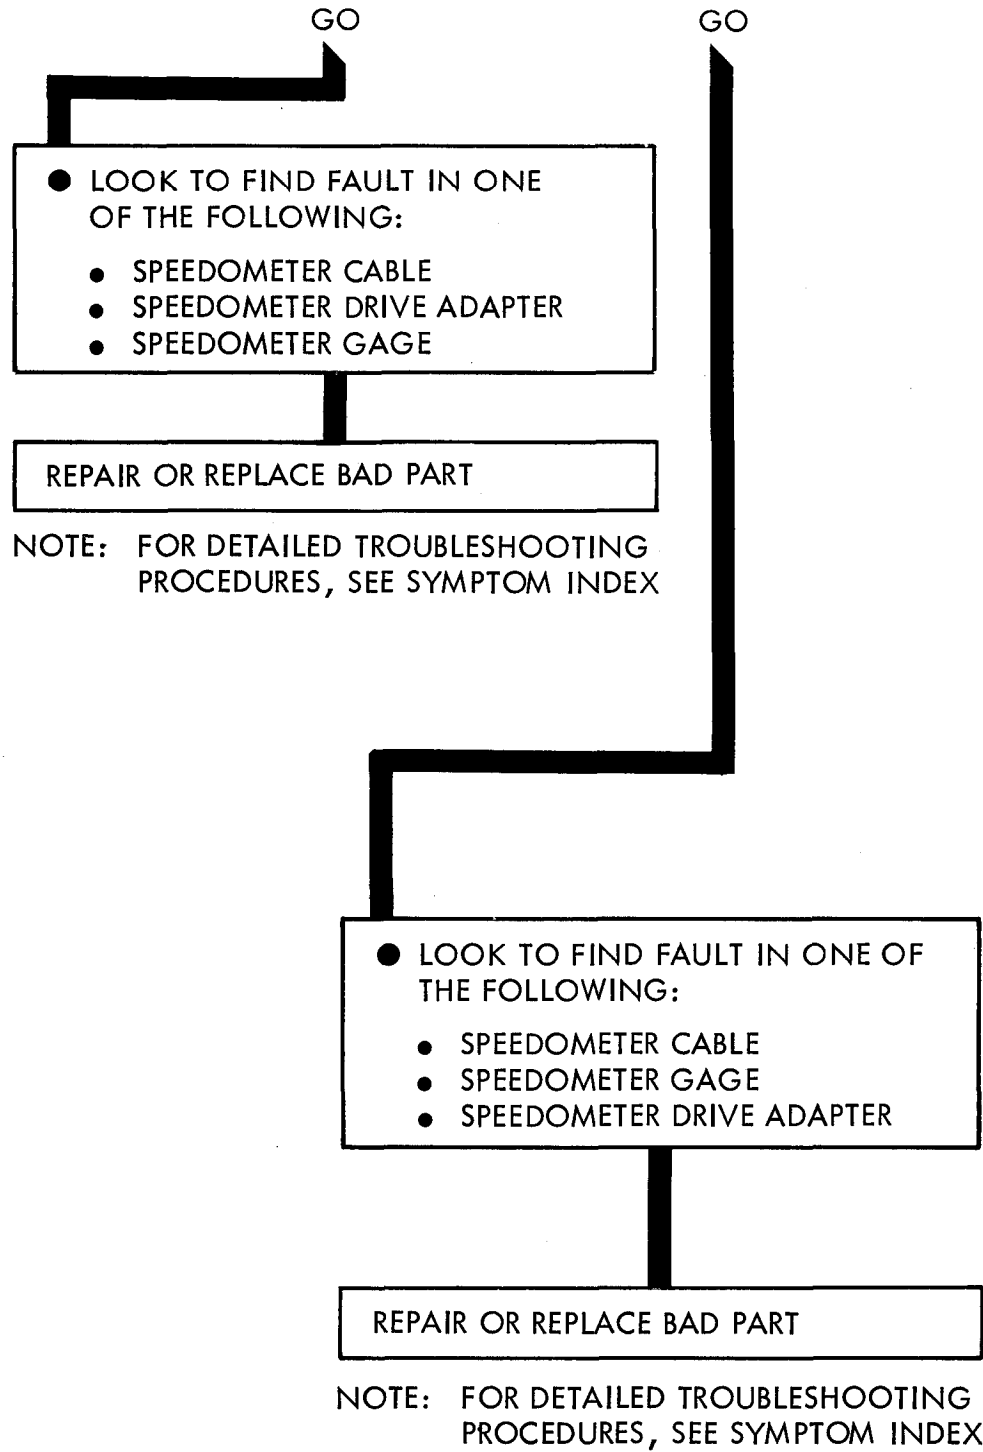 GO
GO
● LOOK TO FIND FAULT IN ONE
OF THE FOLLOWING:
● SPEEDOMETER CABLE
● SPEEDOMETER DRIVE ADAPTER
● SPEEDOMETER GAGE
REPAIR OR REPLACE BAD PART
NOTE: FOR DETAILED TROUBLESHOOTING
PROCEDURES, SEE SYMPTOM INDEX
● LOOK TO FIND FAULT IN ONE OF
THE FOLLOWING:
● SPEEDOMETER CABLE
● SPEEDOMETER GAGE
● SPEEDOMETER DRIVE ADAPTER
REPAIR OR REPLACE BAD PART
NOTE: FOR DETAILED TROUBLESHOOTING
PROCEDURES, SEE SYMPTOM INDEX